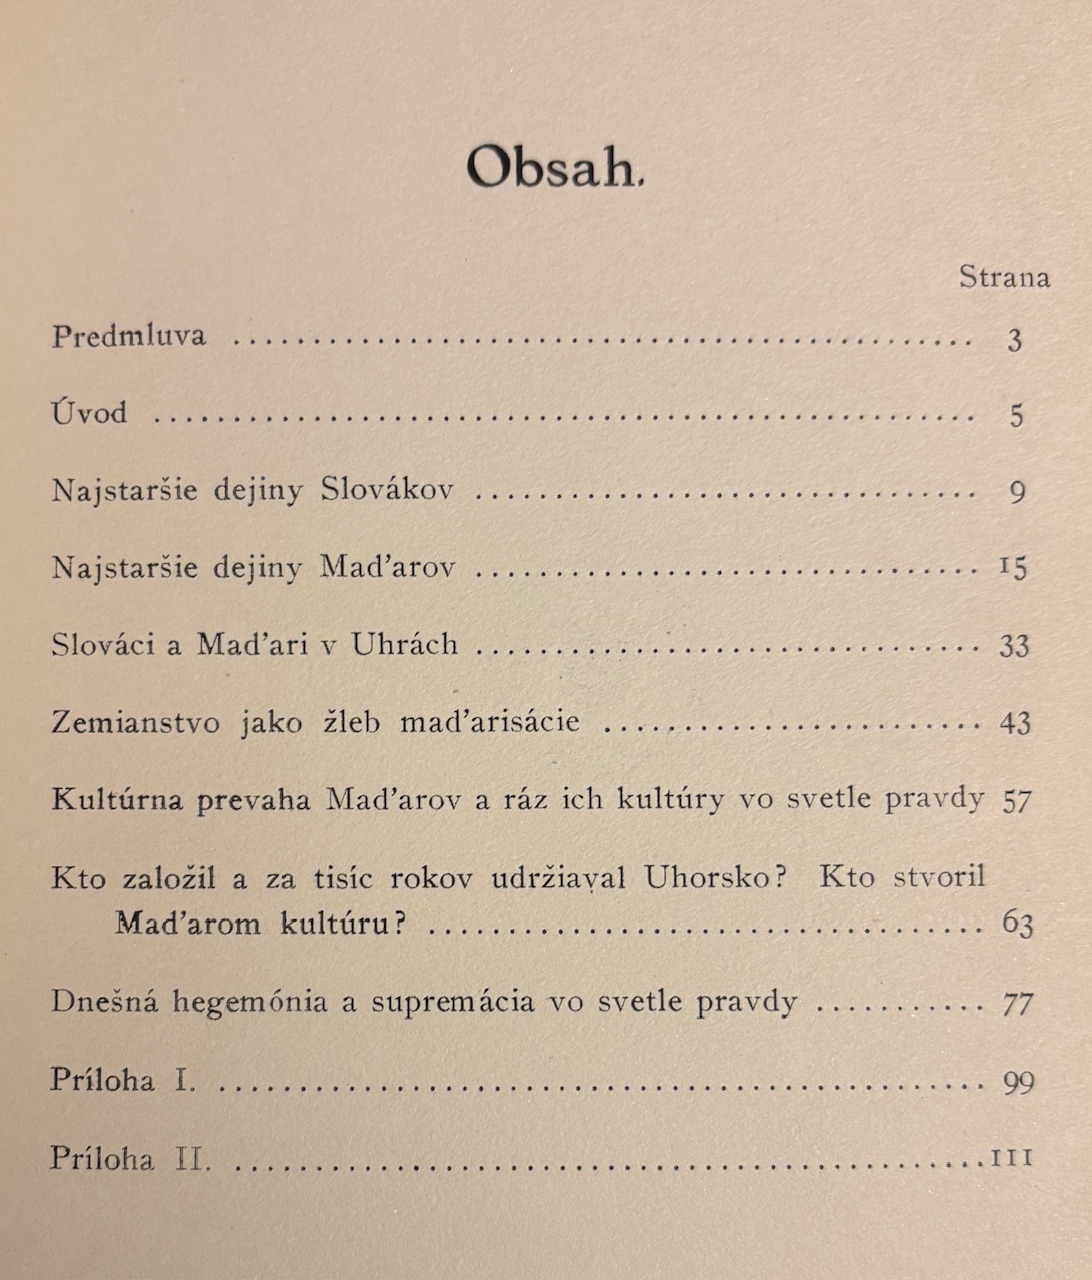 Obsah.
Strana
Predmluva ............................................... 3
Úvod .................................................... 5
Najstaršie dejiny Slovákov ................................ 9
Najstaršie dejiny Maďarov ................................ 15
Slováci a Maďari v Uhrách ................................ 33
Zemianstvo jako žleb maďarisácie ........................ 43
Kultúrna prevaha Maďarov a ráz ich kultúry vo svetle pravdy 57
Kto založil a za tisíc rokov udržiaval Uhorsko? Kto stvoril
Maďarom kultúru? ................................... 63
Dnešná hegemónia a supremácia vo svetle pravdy ........... 77
Príloha I. ................................................ 99
Príloha II. ............................................... 111